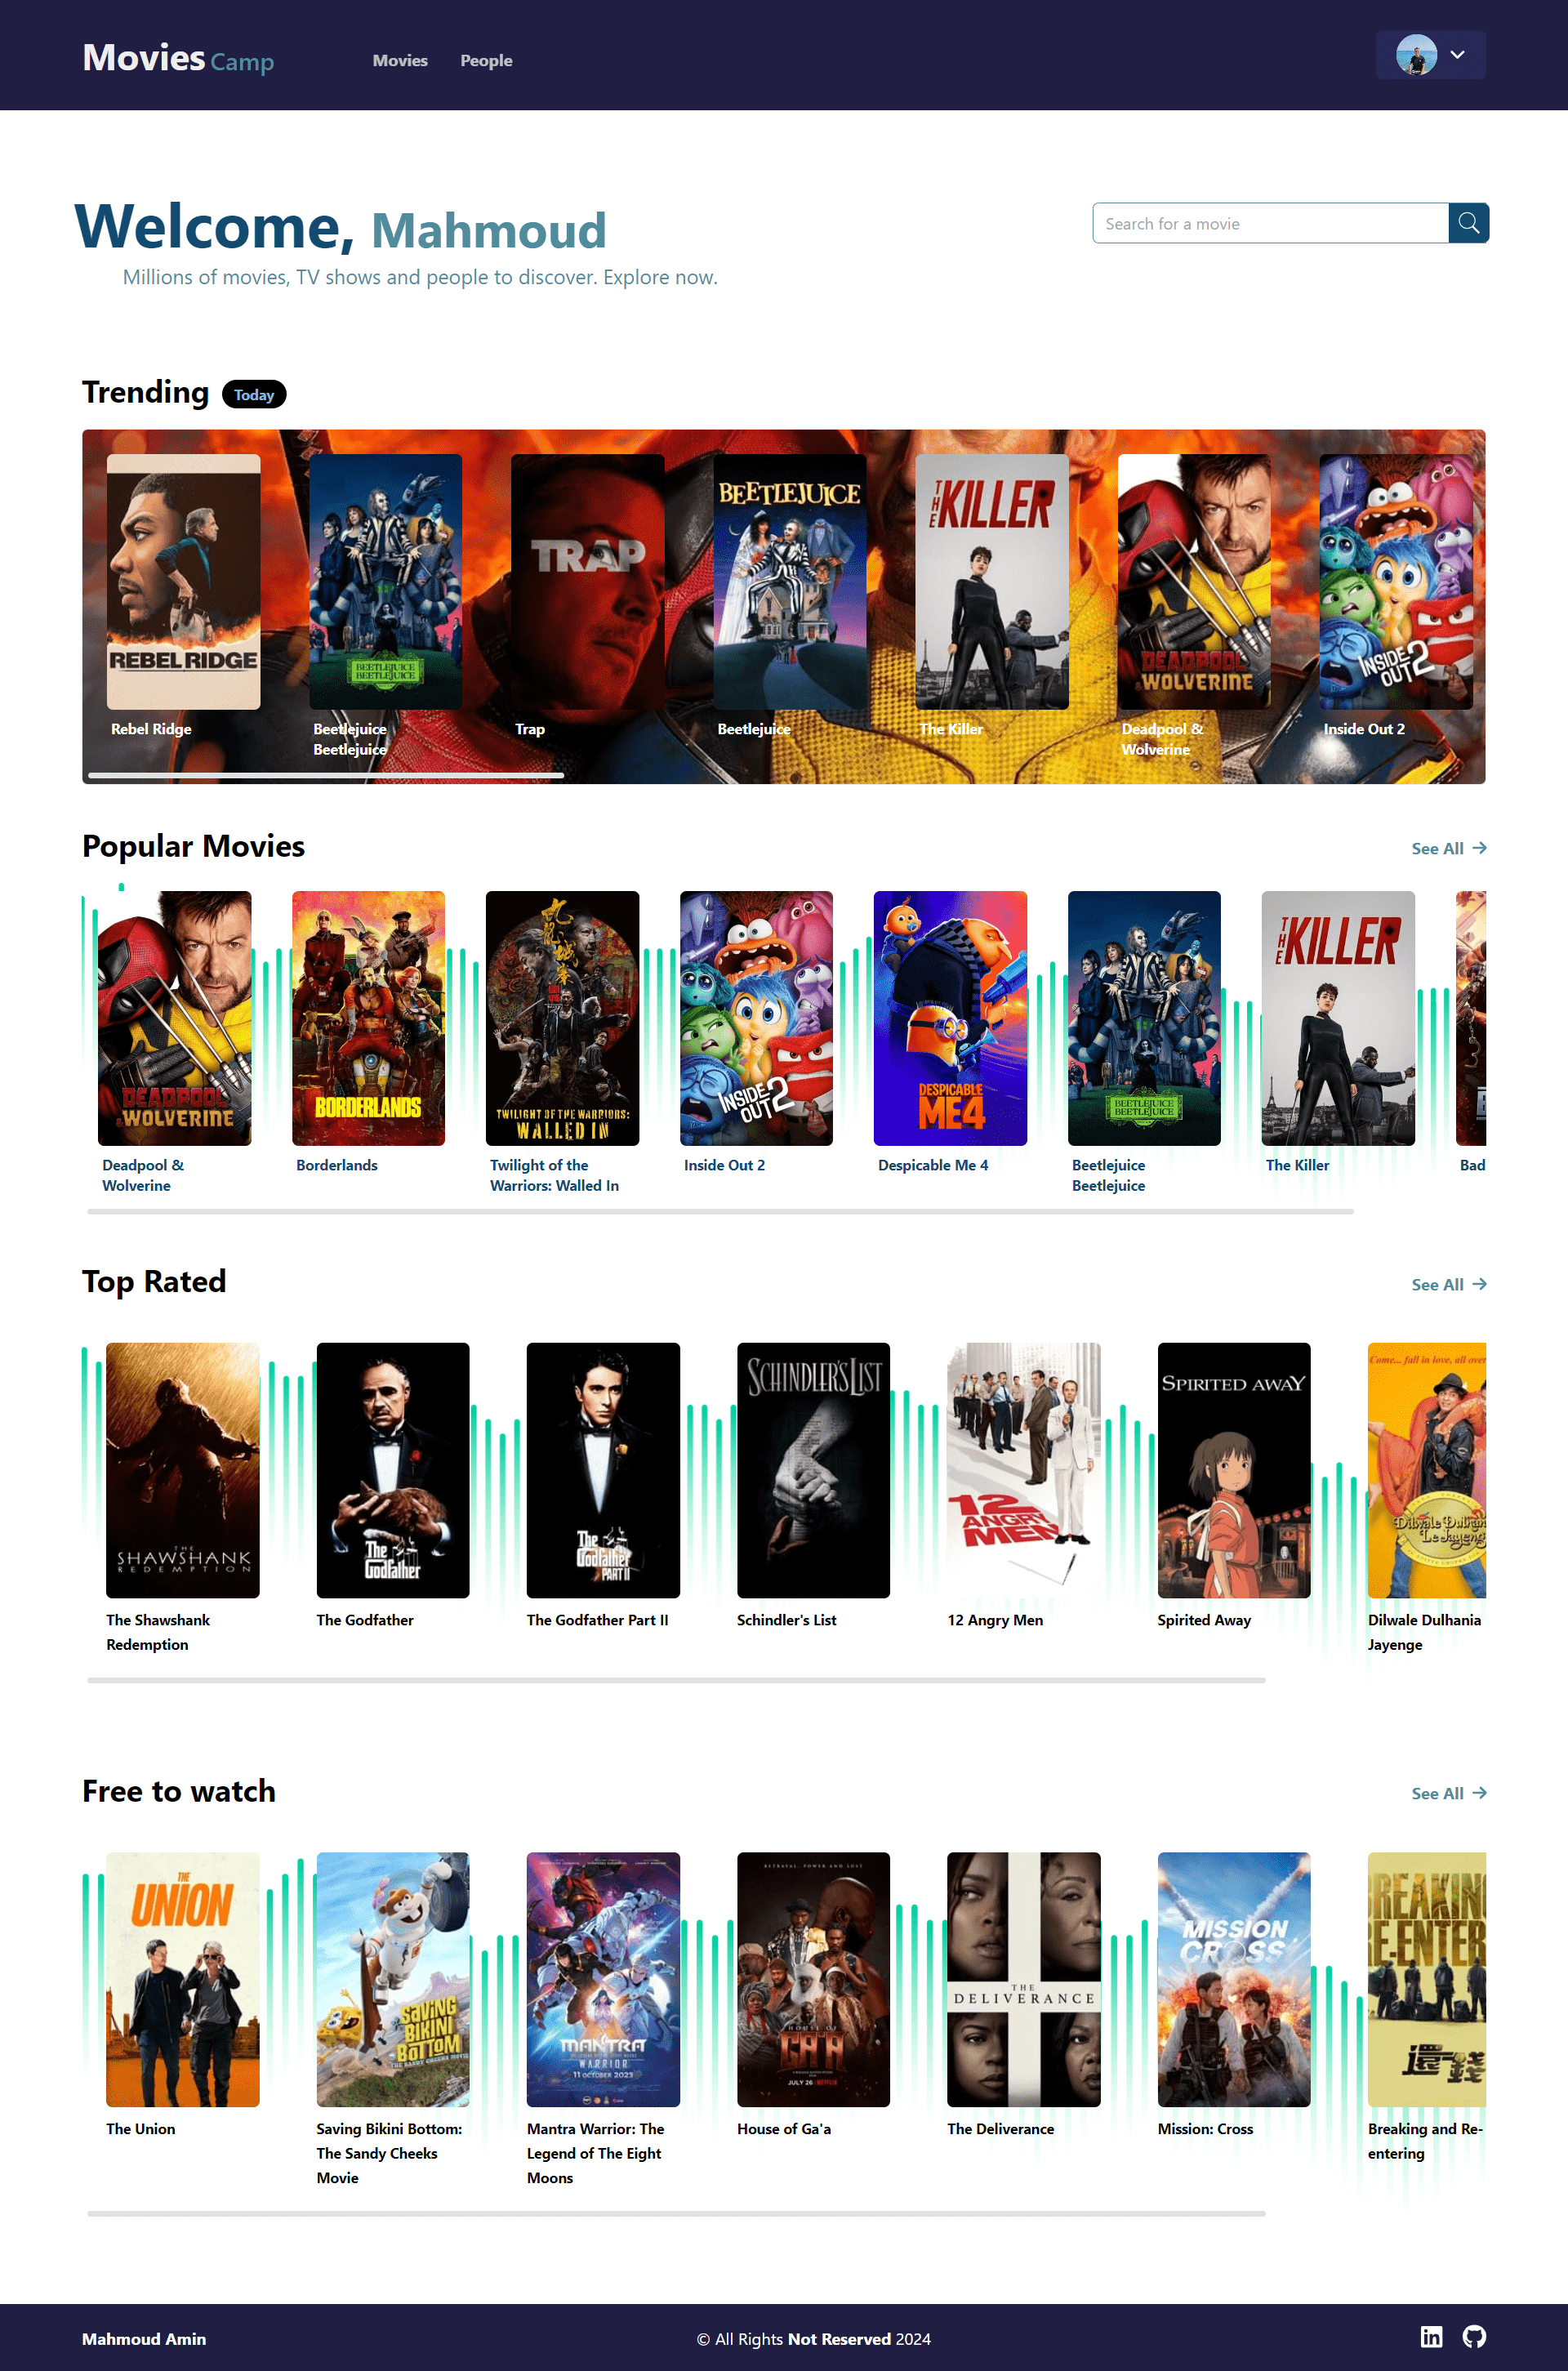 Movies Camp
Movies
People
Welcome, Mahmoud
Search for a movie
Millions of movies, TV shows and people to discover. Explore now.
Trending
Today
REBEL RIDGE
BEETLEJUICE
BEETLEJUICE
TRAP
BEETLEJUICE
THE KILLER
DEADPOOL
& WOLVERINE
INSIDE
OUT 2
Rebel Ridge
Beetlejuice
Beetlejuice
Trap
Beetlejuice
The Killer
Deadpool &
Wolverine
Inside Out 2
Popular Movies
See All
DEADPOOL
& WOLVERINE
BORDERLANDS
TWILIGHT OF THE WARRIORS:
WALLED IN
INSIDE
OUT 2
DESPICABLE
ME4
BEETLEJUICE
BEETLEJUICE
THE KILLER
Deadpool &
Wolverine
Borderlands
Twilight of the
Warriors: Walled In
Inside Out 2
Despicable Me 4
Beetlejuice
Beetlejuice
The Killer
Bad
Top Rated
See All
THE
SHAWSHANK
REDEMPTION
The
Godfather
The
Godfather
PART II
SCHINDLER'S LIST
12
ANGRY
MEN
SPIRITED AWAY
Come... fall in love, all over
Dilwale Dulhan
Le Jayeng
The Shawshank
Redemption
The Godfather
The Godfather Part II
Schindler's List
12 Angry Men
Spirited Away
Dilwale Dulhania
Jayenge
Free to watch
See All
THE
UNION
SAVING
BIKINI
BOTTOM
THE SANDY CHEEKS MOVIE
MANTRA
WARRIOR
11 OCTOBER 2023
BETRAYAL, POWER AND LUST
HOUSE OF
GA'A
JULY 26 NETFLIX
THE
DELIVERANCE
MISSION
CROSS
BREAKIN
E-ENTER
還錢
The Union
Saving Bikini Bottom:
The Sandy Cheeks
Movie
Mantra Warrior: The
Legend of The Eight
Moons
House of Ga'a
The Deliverance
Mission: Cross
Breaking and Re-
entering
Mahmoud Amin
© All Rights Not Reserved 2024
in